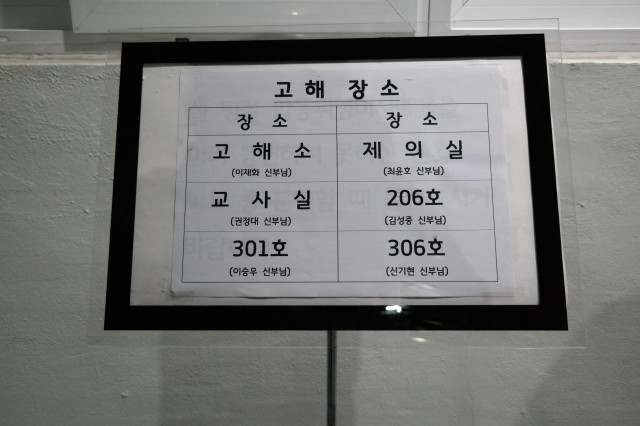 고해 장소
장소 장소
고해소 제의실
(이재화 신부님) (최윤호 신부님)
교사실 206호
(권정대 신부님) (김성중 신부님)
301호 306호
(이승우 신부님) (신기현 신부님)